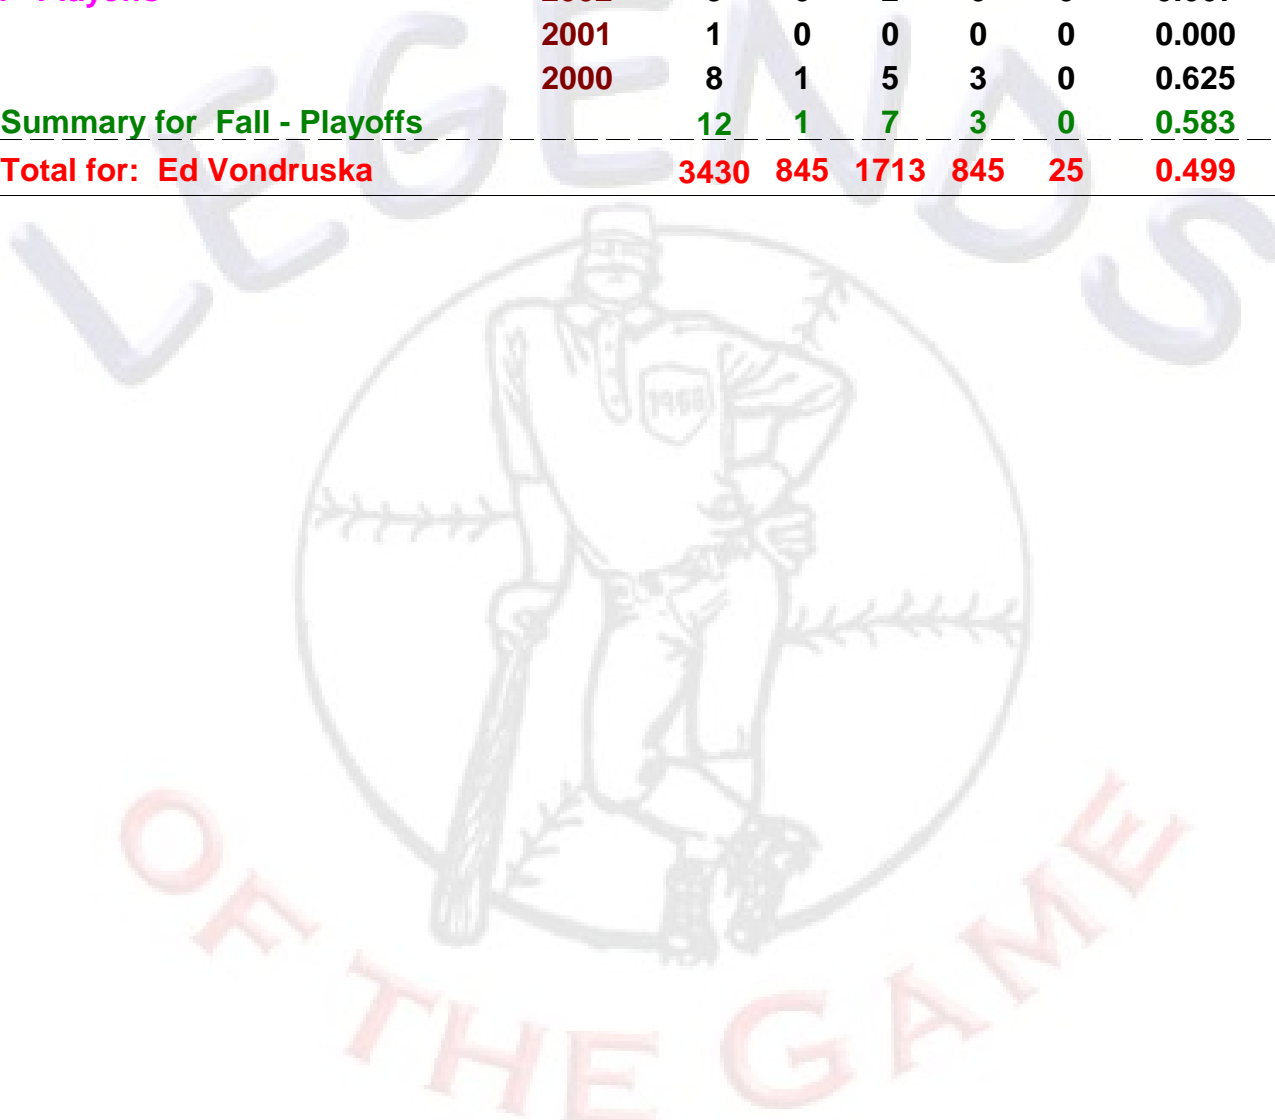 Playoffs
2001 1 0 0 0 0 0.000
2000 8 1 5 3 0 0.625
Summary for Fall - Playoffs 12 1 7 3 0 0.583
Total for: Ed Vondruska 3430 845 1713 845 25 0.499
LEGENDS
1968
OF THE GAME